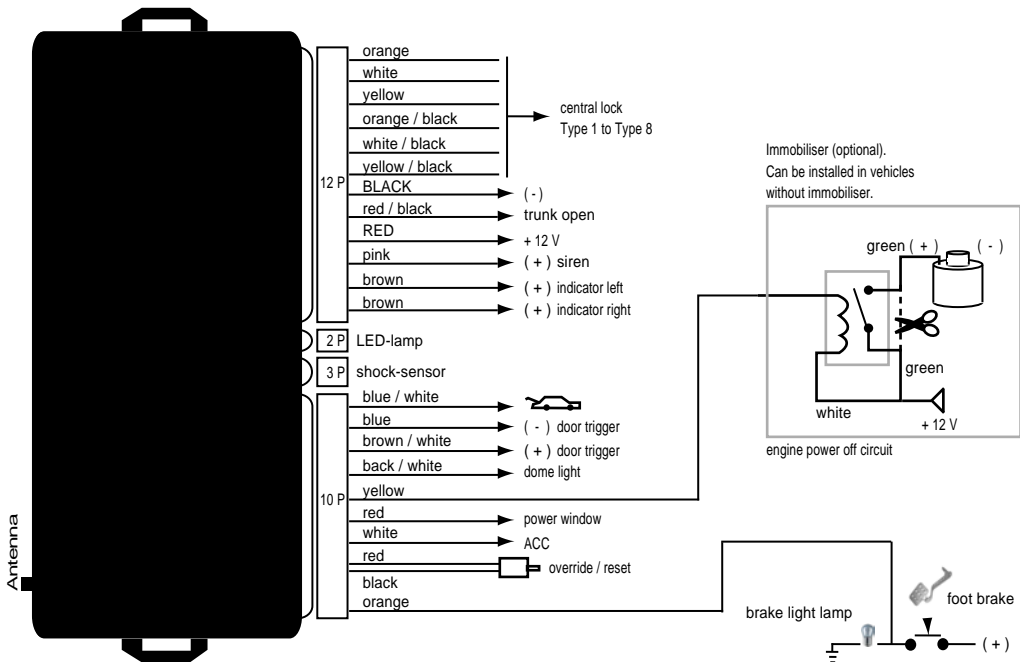 orange
white
yellow
orange / black
white / black
yellow / black
BLACK
red / black
RED
pink
brown
brown
12 P
central lock
Type 1 to Type 8
( - )
trunk open
+ 12 V
( + ) siren
( + ) indicator left
( + ) indicator right
2 P LED-lamp
3 P shock-sensor
blue / white
blue
brown / white
back / white
yellow
red
white
red
black
orange
10 P
( - ) door trigger
( + ) door trigger
dome light
power window
ACC
override / reset
Antenna
Immobiliser (optional).
Can be installed in vehicles
without immobiliser.
green ( + ) ( - )
green
white
+ 12 V
engine power off circuit
foot brake
brake light lamp
( + )